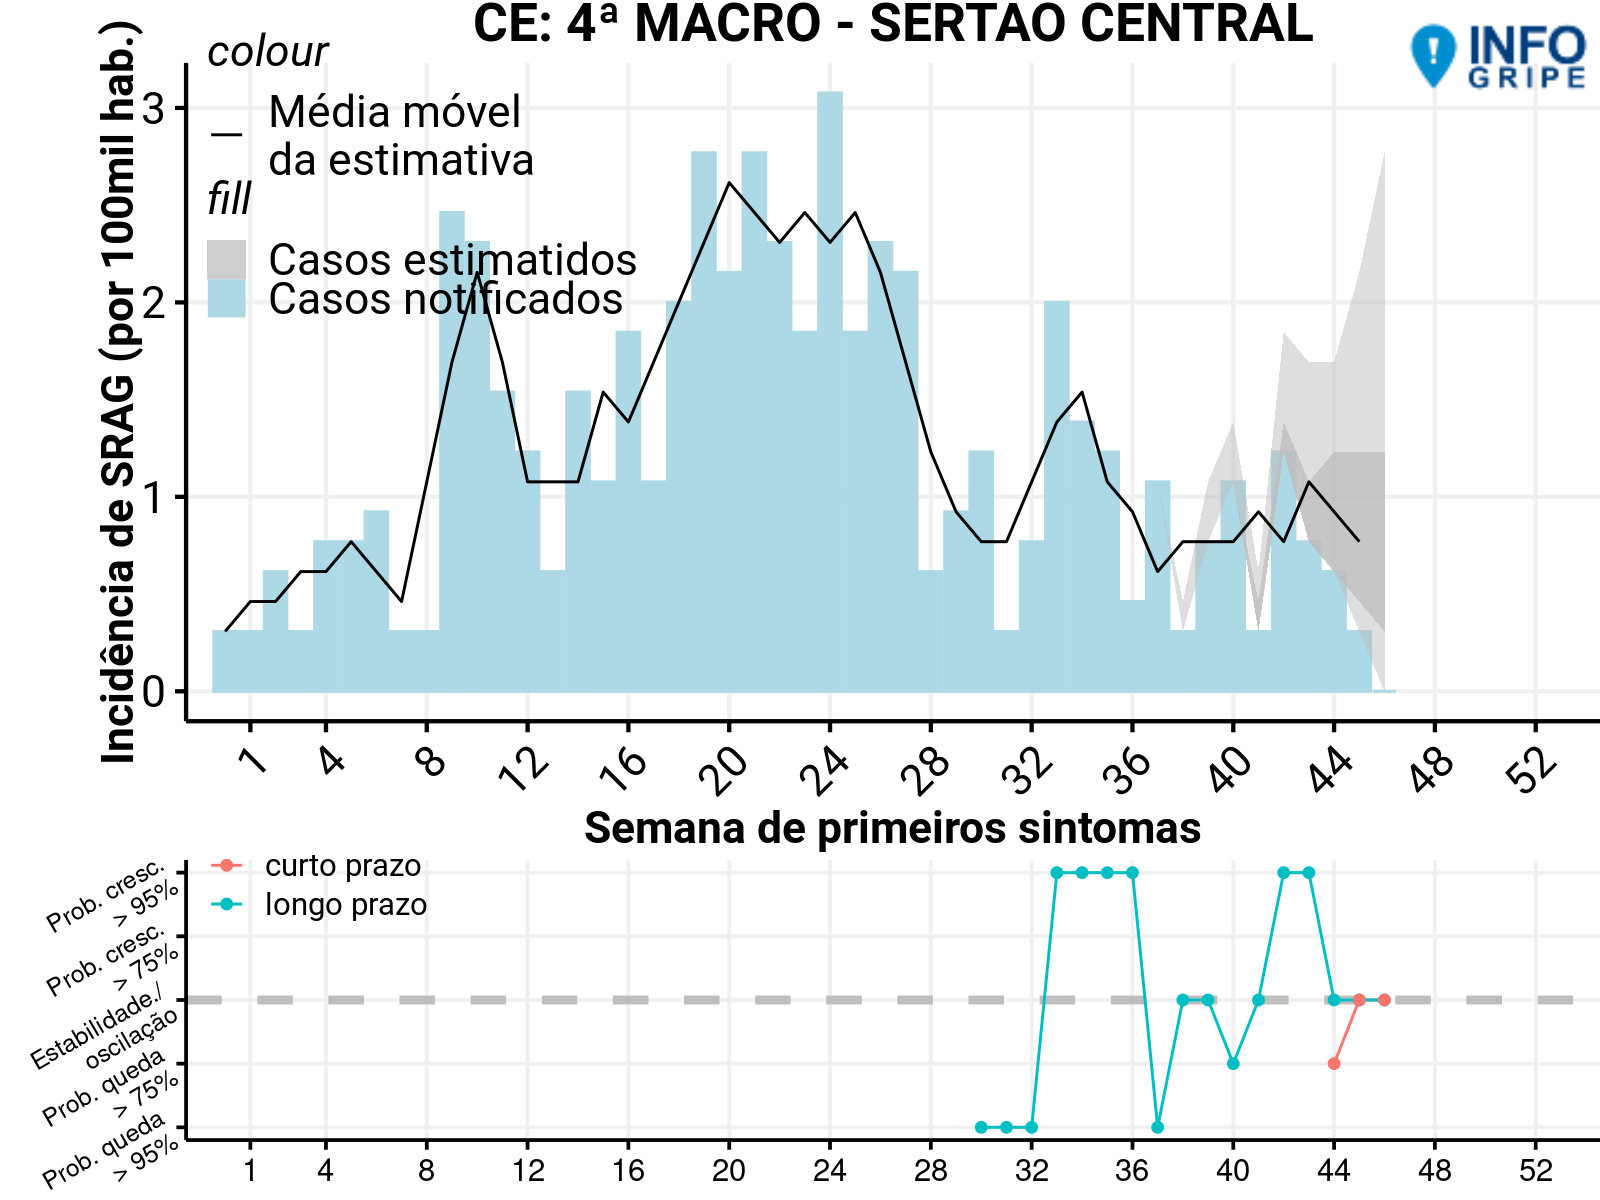 CE: 4ª MACRO - SERTAO CENTRAL
INFO
GRIPE
Incidência de SRAG (por 100mil hab.)
colour
Média móvel
da estimativa
fill
Casos estimatidos
Casos notificados
3
2
1
0
1 4 8 12 16 20 24 28 32 36 40 44 48 52
Semana de primeiros sintomas
curto prazo
longo prazo
Prob. cresc.
> 95%
Prob. cresc.
> 75%
Estabilidade./
oscilação
Prob. queda
> 75%
Prob. queda
> 95%
1 4 8 12 16 20 24 28 32 36 40 44 48 52